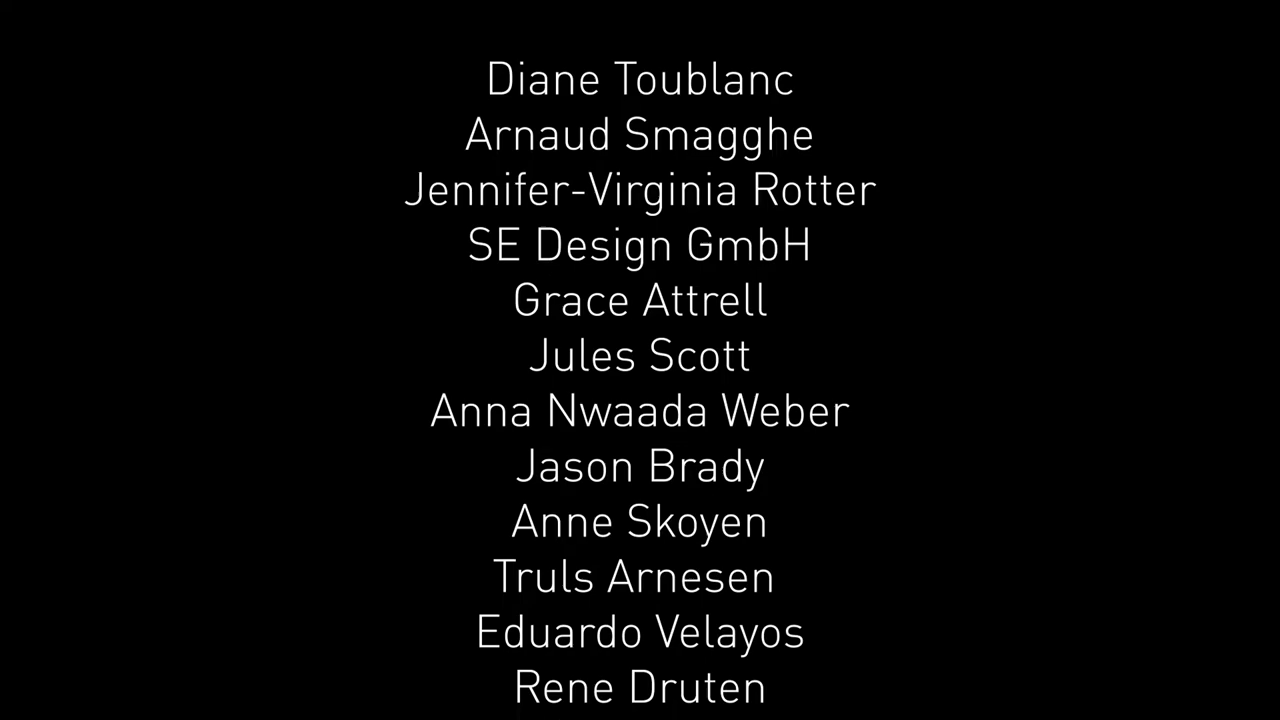 Diane Toublanc
Arnaud Smagghe
Jennifer-Virginia Rotter
SE Design GmbH
Grace Attrell
Jules Scott
Anna Nwaada Weber
Jason Brady
Anne Skoyen
Truls Arnesen
Eduardo Velayos
Rene Druten